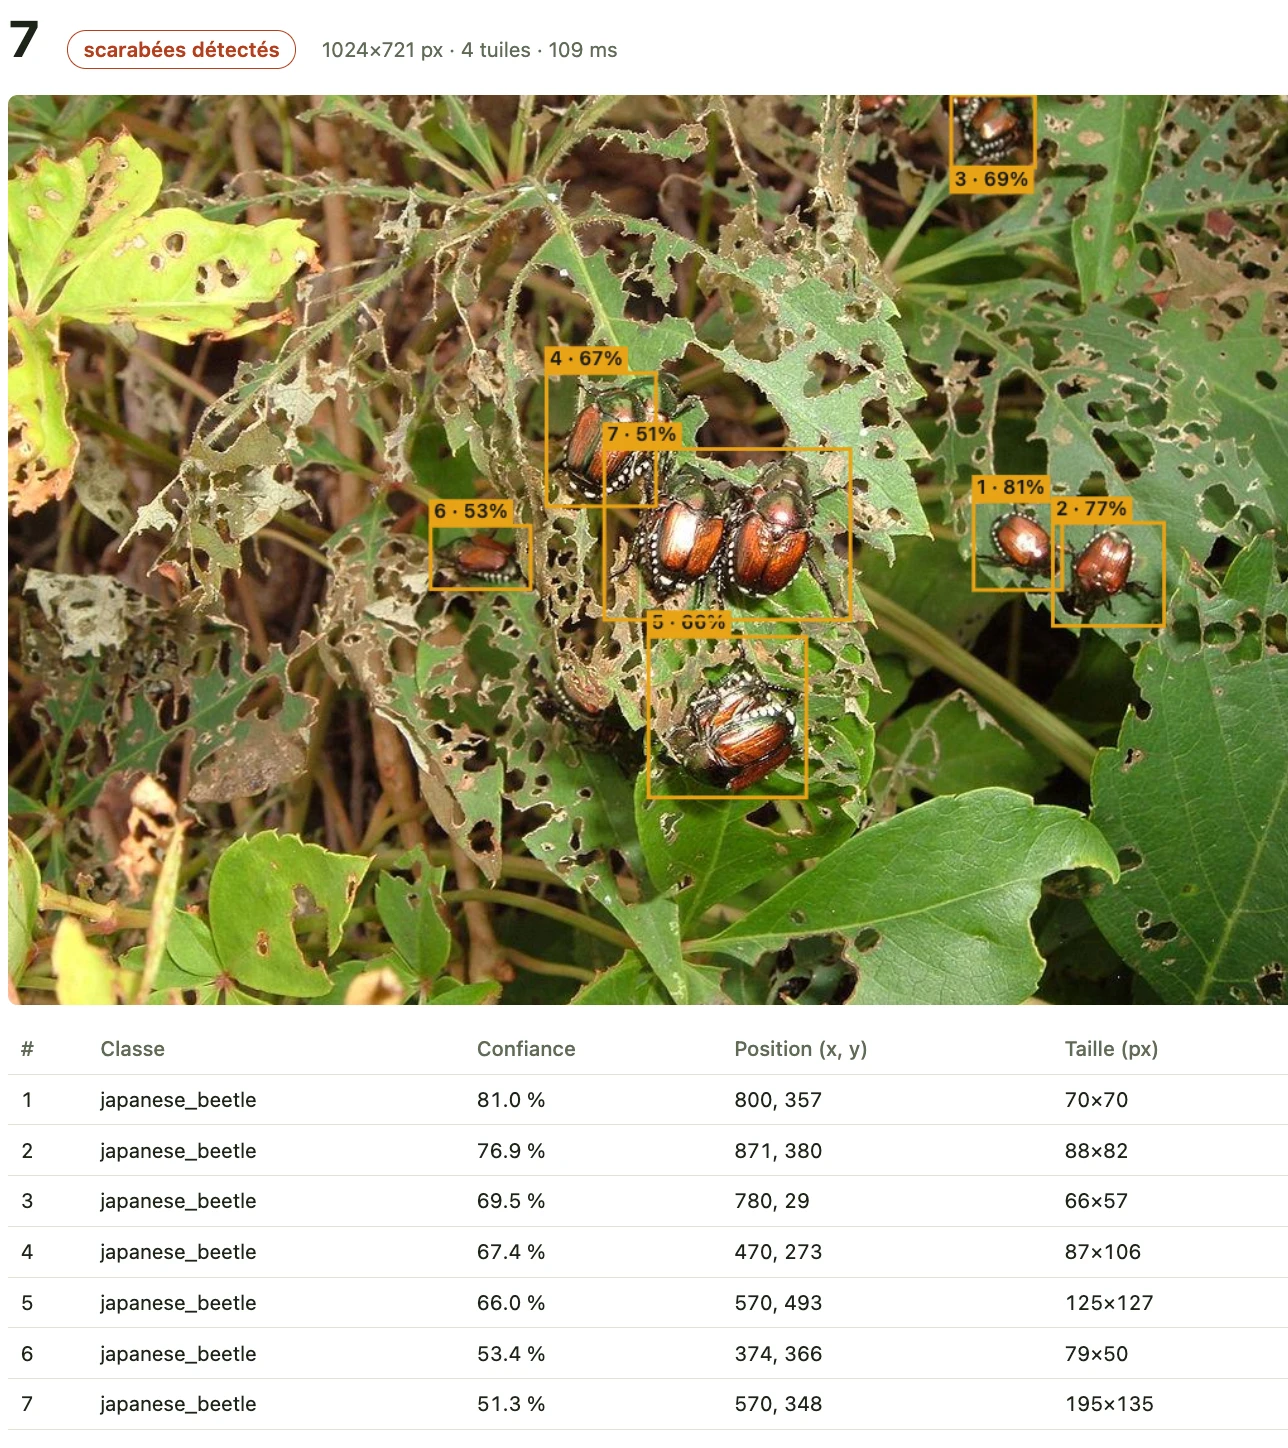 7 scarabées détectés 1024×721 px · 4 tuiles · 109 ms
3 · 69%
4 · 67%
7 · 51%
1 · 81%
6 · 53%
2 · 77%
5 · 66%
# Classe Confiance Position (x, y) Taille (px)
1 japanese_beetle 81.0 % 800, 357 70×70
2 japanese_beetle 76.9 % 871, 380 88×82
3 japanese_beetle 69.5 % 780, 29 66×57
4 japanese_beetle 67.4 % 470, 273 87×106
5 japanese_beetle 66.0 % 570, 493 125×127
6 japanese_beetle 53.4 % 374, 366 79×50
7 japanese_beetle 51.3 % 570, 348 195×135